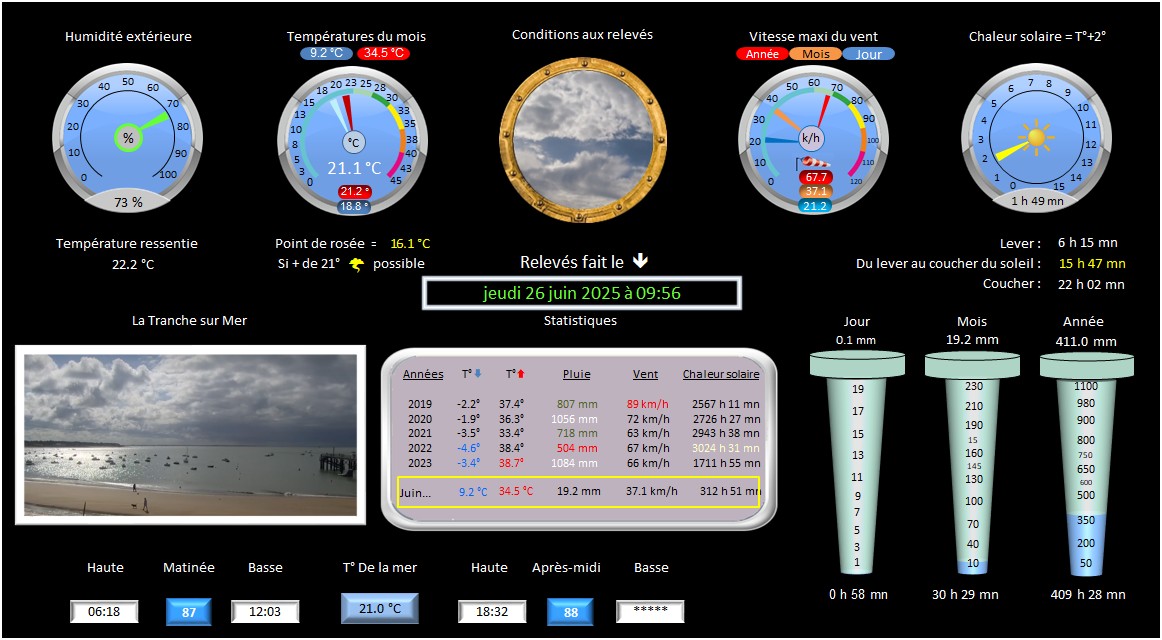 Humidité extérieure
Températures du mois
9.2 °C 34.5 °C
Conditions aux relevés
Vitesse maxi du vent
Année Mois Jour
Chaleur solaire = T°+2°
0 10 20 30 40 50 60 70 80 90 100
%
73 %
0 3 5 8 10 13 15 18 20 23 25 28 30 33 35 38 40 43 45
°C
21.1 °C
21.2 °
18.8 °
0 10 20 30 40 50 60 70 80 90 100 110 120
k/h
67.7
37.1
21.2
0 1 2 3 4 5 6 7 8 9 10 11 12 13 14 15
1 h 49 mn
Température ressentie
22.2 °C
Point de rosée = 16.1 °C
Si + de 21° possible
Relevés fait le
jeudi 26 juin 2025 à 09:56
Lever : 6 h 15 mn
Du lever au coucher du soleil : 15 h 47 mn
Coucher : 22 h 02 mn
La Tranche sur Mer
Statistiques
Années T° T° Pluie Vent Chaleur solaire
2019 -2.2° 37.4° 807 mm 89 km/h 2567 h 11 mn
2020 -1.9° 36.3° 1056 mm 72 km/h 2726 h 27 mn
2021 -3.5° 33.4° 718 mm 63 km/h 2943 h 38 mn
2022 -4.6° 38.4° 504 mm 67 km/h 3024 h 31 mn
2023 -3.4° 38.7° 1084 mm 66 km/h 1711 h 55 mn
Juin... 9.2 °C 34.5 °C 19.2 mm 37.1 km/h 312 h 51 mn
Jour
0.1 mm
19
17
15
13
11
9
7
5
3
1
0 h 58 mn
Mois
19.2 mm
230
210
190
15
160
145
130
100
70
40
10
30 h 29 mn
Année
411.0 mm
1100
980
900
800
750
650
600
500
350
200
50
409 h 28 mn
Haute Matinée Basse T° De la mer Haute Après-midi Basse
06:18 87 12:03 21.0 °C 18:32 88 *****